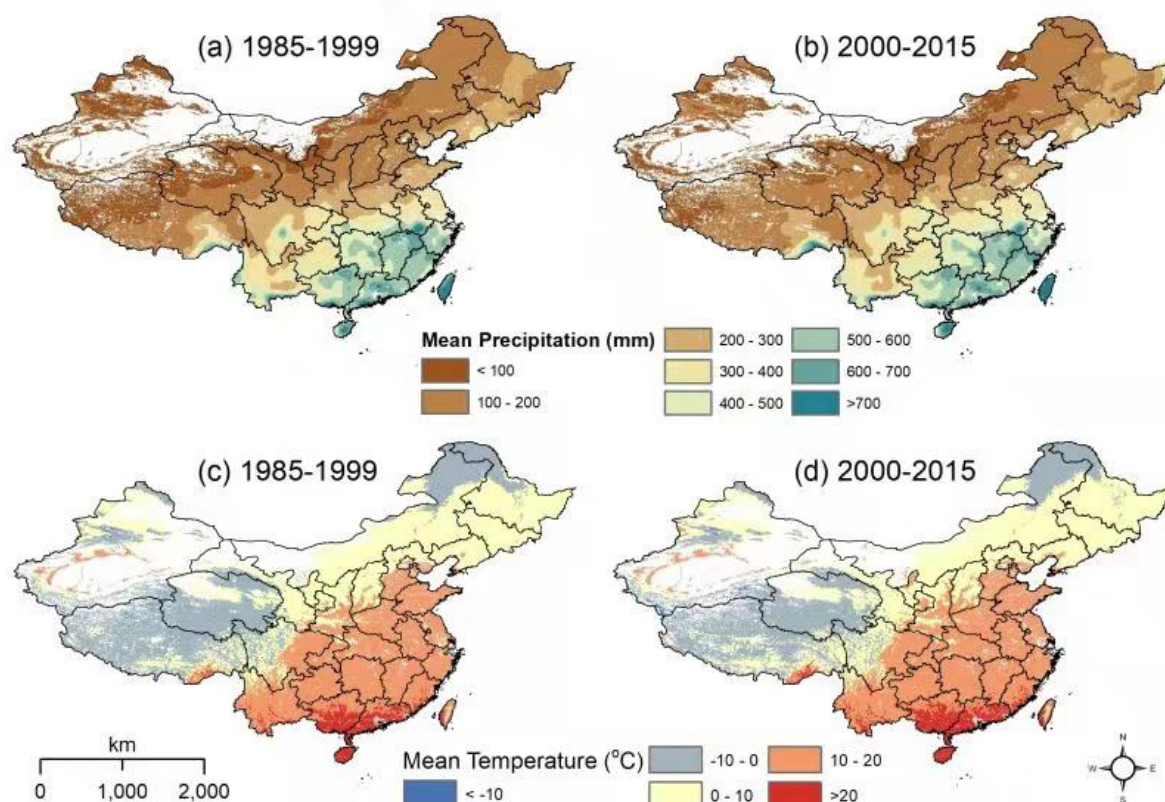 (a) 1985-1999
(b) 2000-2015
Mean Precipitation (mm)
< 100
100 - 200
200 - 300
300 - 400
400 - 500
500 - 600
600 - 700
>700
(c) 1985-1999
(d) 2000-2015
km
0 1,000 2,000
Mean Temperature (°C)
< -10
-10 - 0
0 - 10
10 - 20
>20
N
W E
S